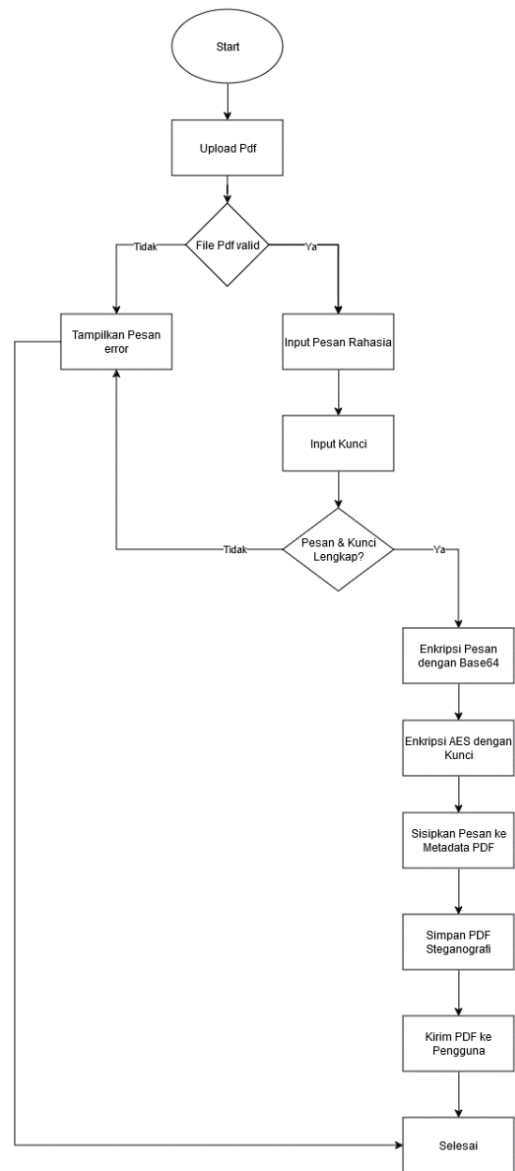 Start
Upload Pdf
File Pdf valid
Tidak
Ya
Tampilkan Pesan
error
Input Pesan Rahasia
Input Kunci
Pesan & Kunci
Lengkap?
Tidak
Ya
Enkripsi Pesan
dengan Base64
Enkripsi AES dengan
Kunci
Sisipkan Pesan ke
Metadata PDF
Simpan PDF
Steganografi
Kirim PDF ke
Pengguna
Selesai